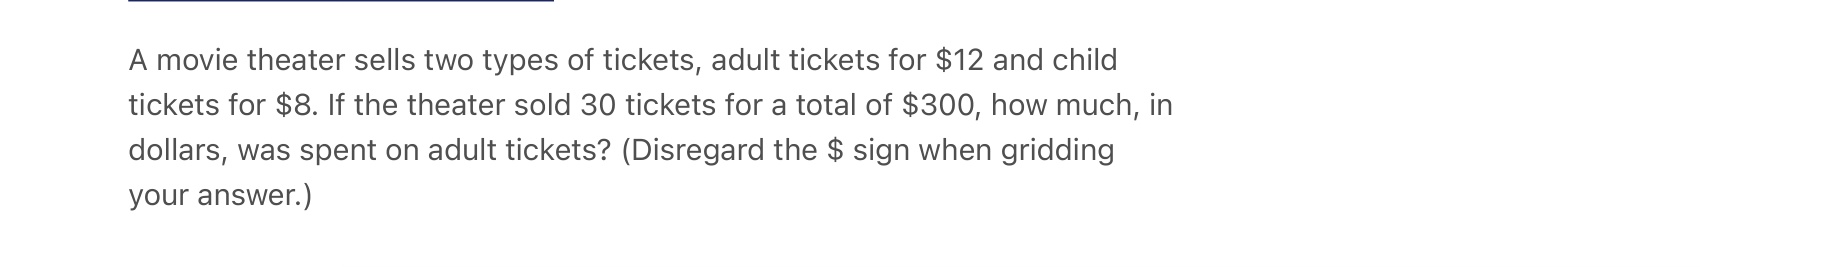 A movie theater sells two types of tickets, adult tickets for $12 and child
tickets for $8. If the theater sold 30 tickets for a total of $300, how much, in
dollars, was spent on adult tickets? (Disregard the $ sign when gridding
your answer.)